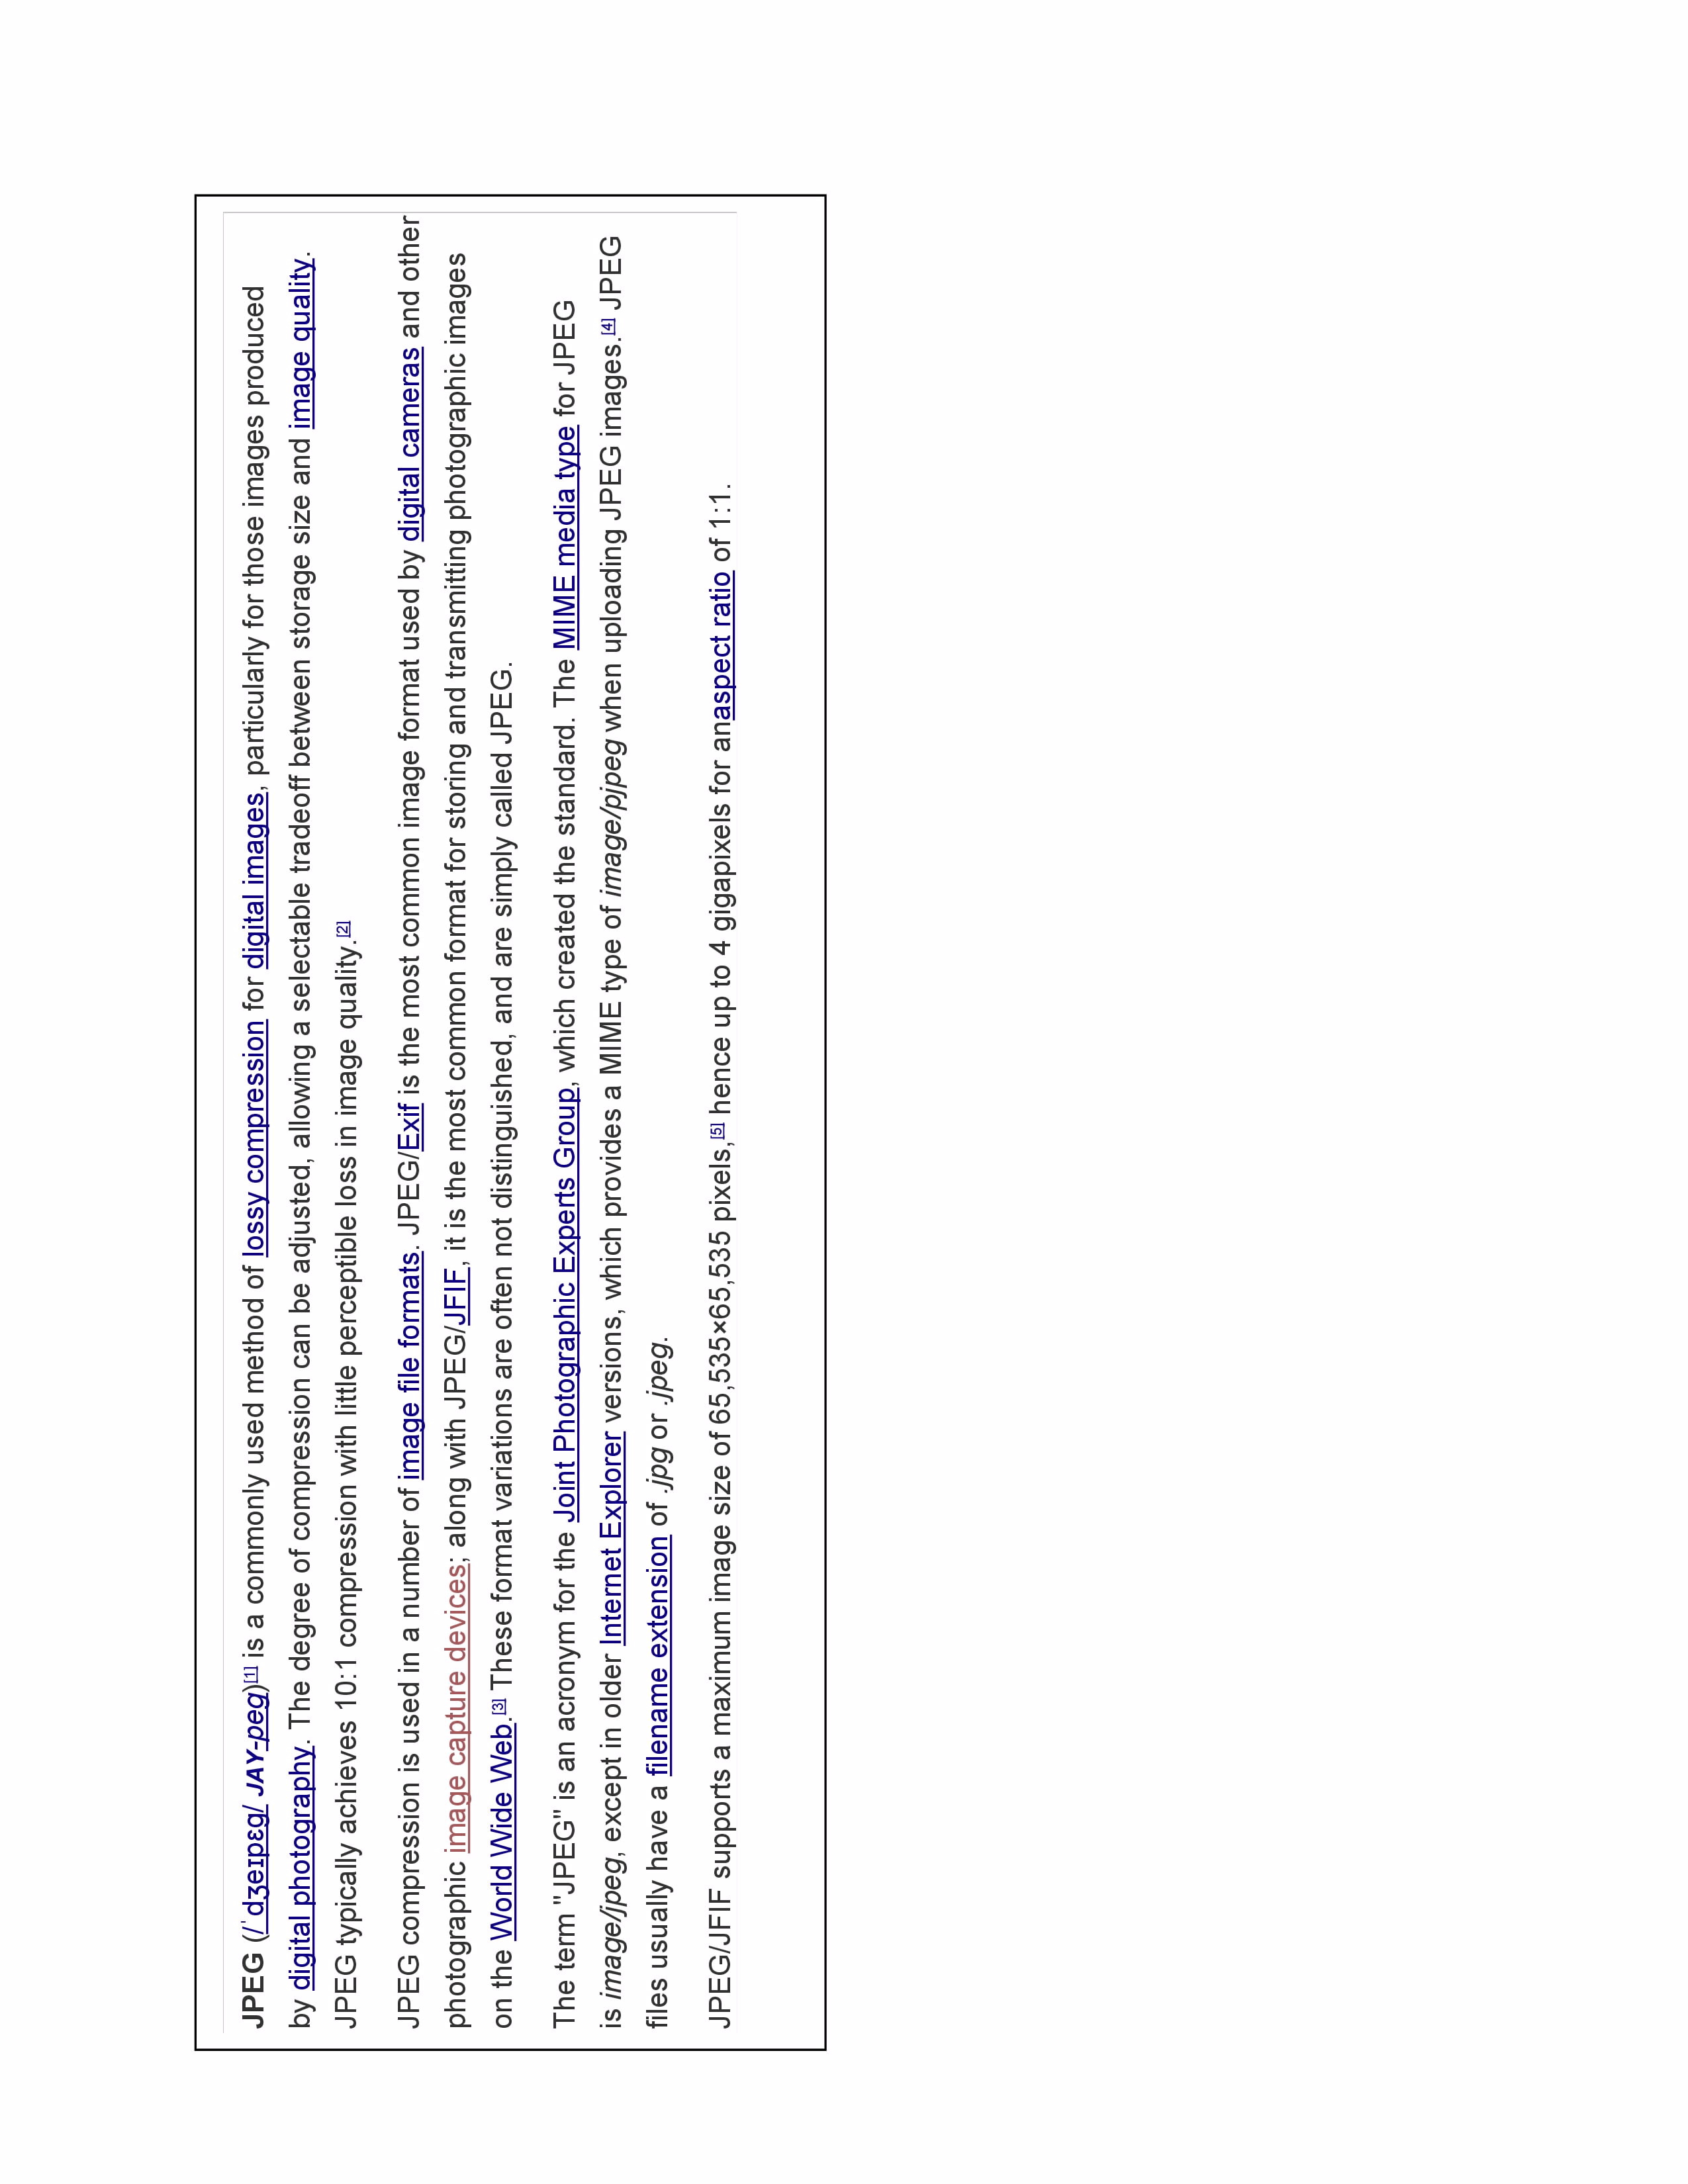 JPEG (/ˈdʒeɪpɛɡ/ JAY-peg)[1] is a commonly used method of lossy compression for digital images, particularly for those images produced
by digital photography. The degree of compression can be adjusted, allowing a selectable tradeoff between storage size and image quality.
JPEG typically achieves 10:1 compression with little perceptible loss in image quality.[2]
JPEG compression is used in a number of image file formats. JPEG/Exif is the most common image format used by digital cameras and other
photographic image capture devices; along with JPEG/JFIF, it is the most common format for storing and transmitting photographic images
on the World Wide Web.[3] These format variations are often not distinguished, and are simply called JPEG.
The term "JPEG" is an acronym for the Joint Photographic Experts Group, which created the standard. The MIME media type for JPEG
is image/jpeg, except in older Internet Explorer versions, which provides a MIME type of image/pjpeg when uploading JPEG images.[4] JPEG
files usually have a filename extension of .jpg or .jpeg.
JPEG/JFIF supports a maximum image size of 65,535×65,535 pixels,[5] hence up to 4 gigapixels for anaspect ratio of 1:1.